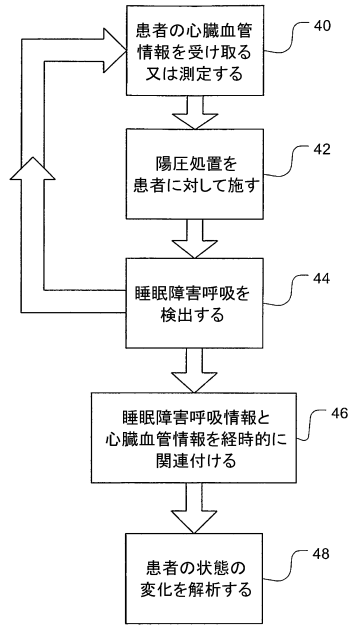 患者の心臓血管
情報を受け取る
又は測定する
40
陽圧処置を
患者に対して施す
42
睡眠障害呼吸を
検出する
44
睡眠障害呼吸情報と
心臓血管情報を経時的に
関連付ける
46
患者の状態の
変化を解析する
48